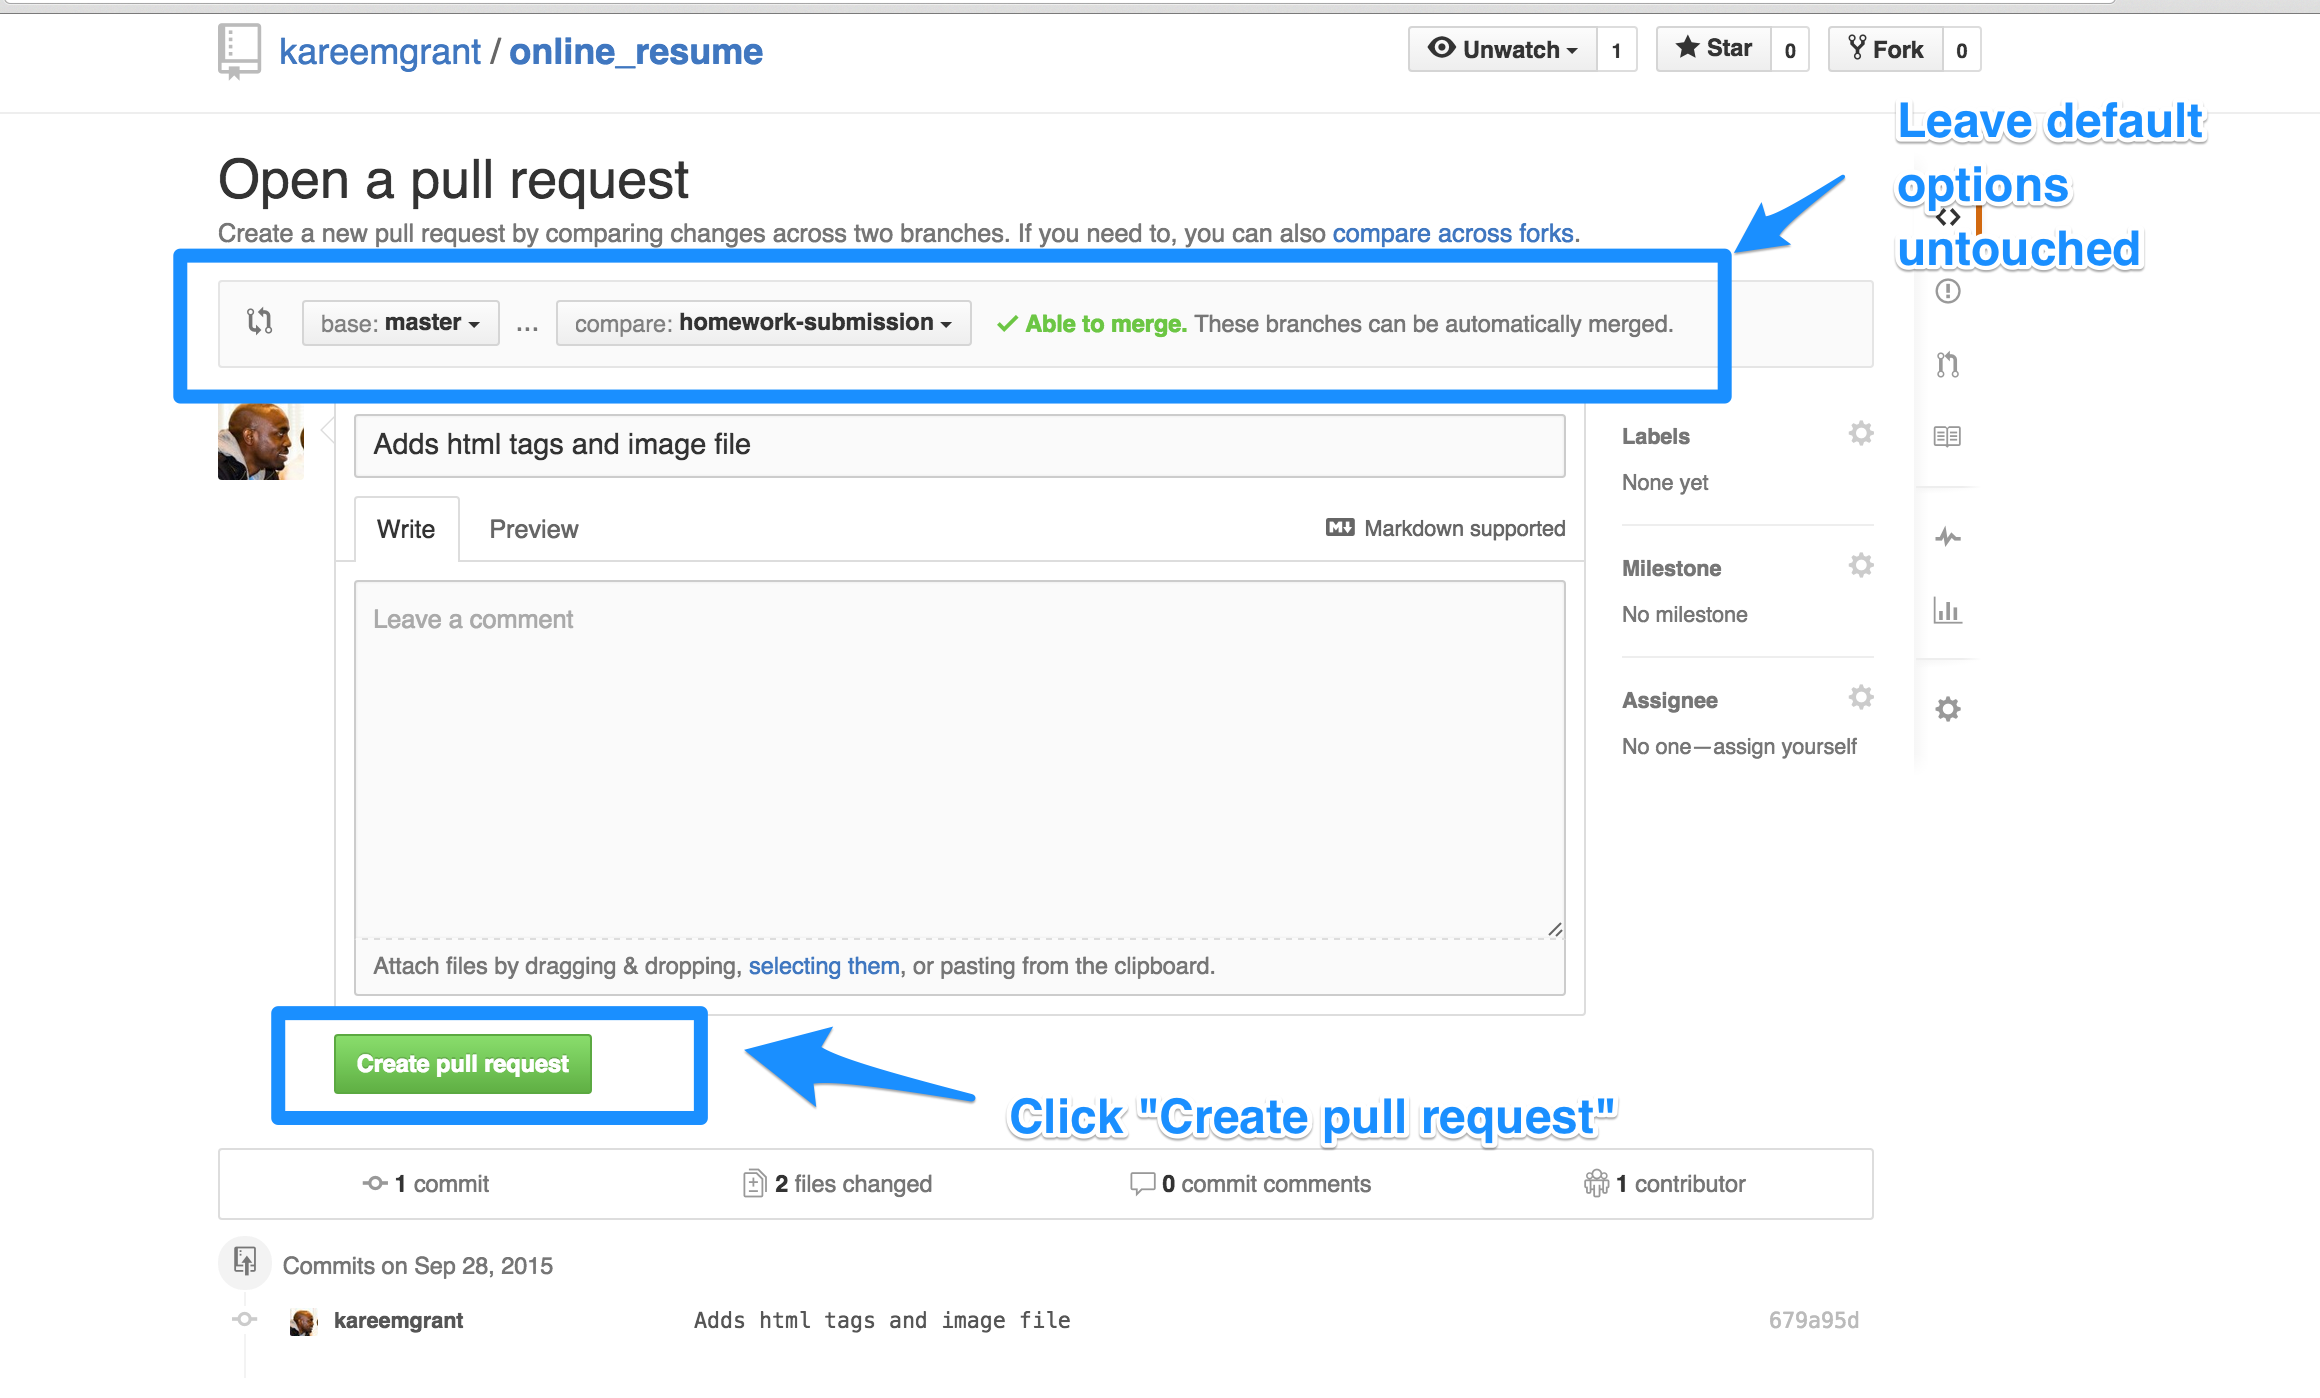 kareemgrant / online_resume
Unwatch 1
Star 0
Fork 0
Leave default
options
untouched
Open a pull request
Create a new pull request by comparing changes across two branches. If you need to, you can also compare across forks.
base: master ... compare: homework-submission ✓ Able to merge. These branches can be automatically merged.
Adds html tags and image file
Write Preview Markdown supported
Leave a comment
Attach files by dragging & dropping, selecting them, or pasting from the clipboard.
Labels
None yet
Milestone
No milestone
Assignee
No one—assign yourself
Create pull request
Click "Create pull request"
1 commit 2 files changed 0 commit comments 1 contributor
Commits on Sep 28, 2015
kareemgrant Adds html tags and image file 679a95d